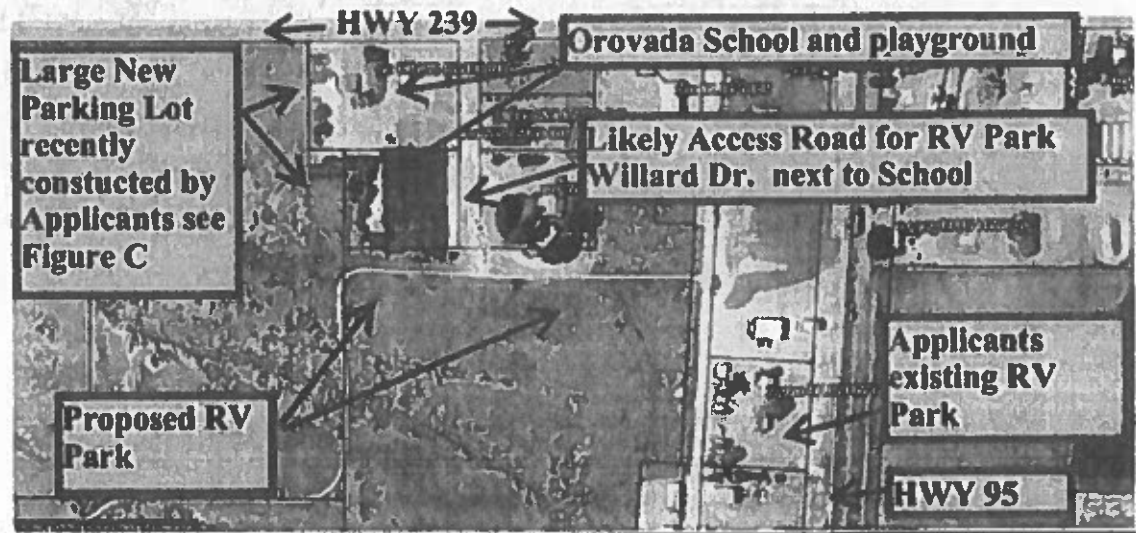 HWY 239
Large New
Parking Lot
recently
constucted by
Applicants see
Figure C
Orovada School and playground
Likely Access Road for RV Park
Willard Dr. next to School
Proposed RV
Park
Applicants
existing RV
Park
HWY 95